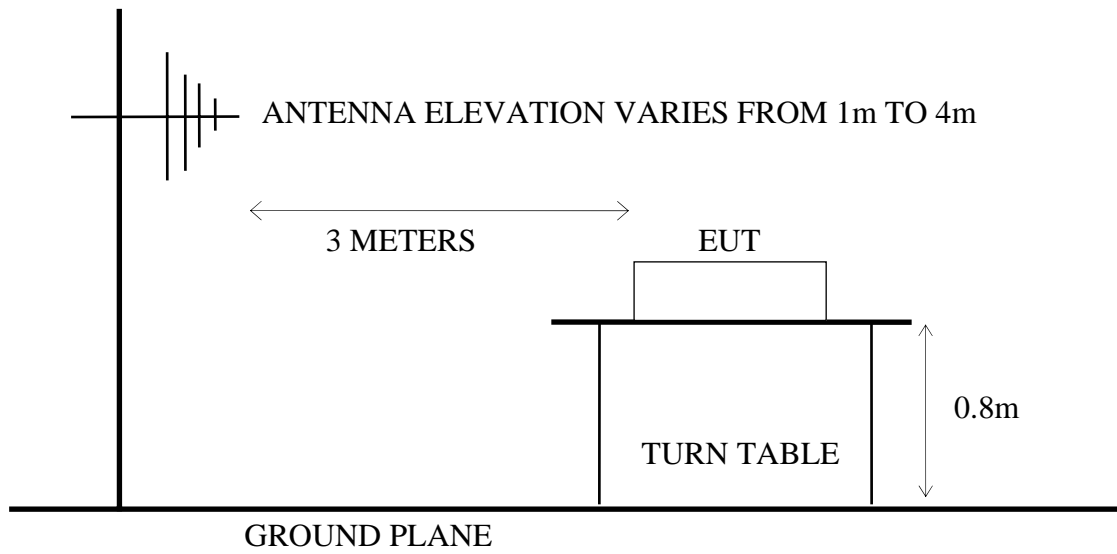 ANTENNA ELEVATION VARIES FROM 1m TO 4m
3 METERS
EUT
0.8m
TURN TABLE
GROUND PLANE